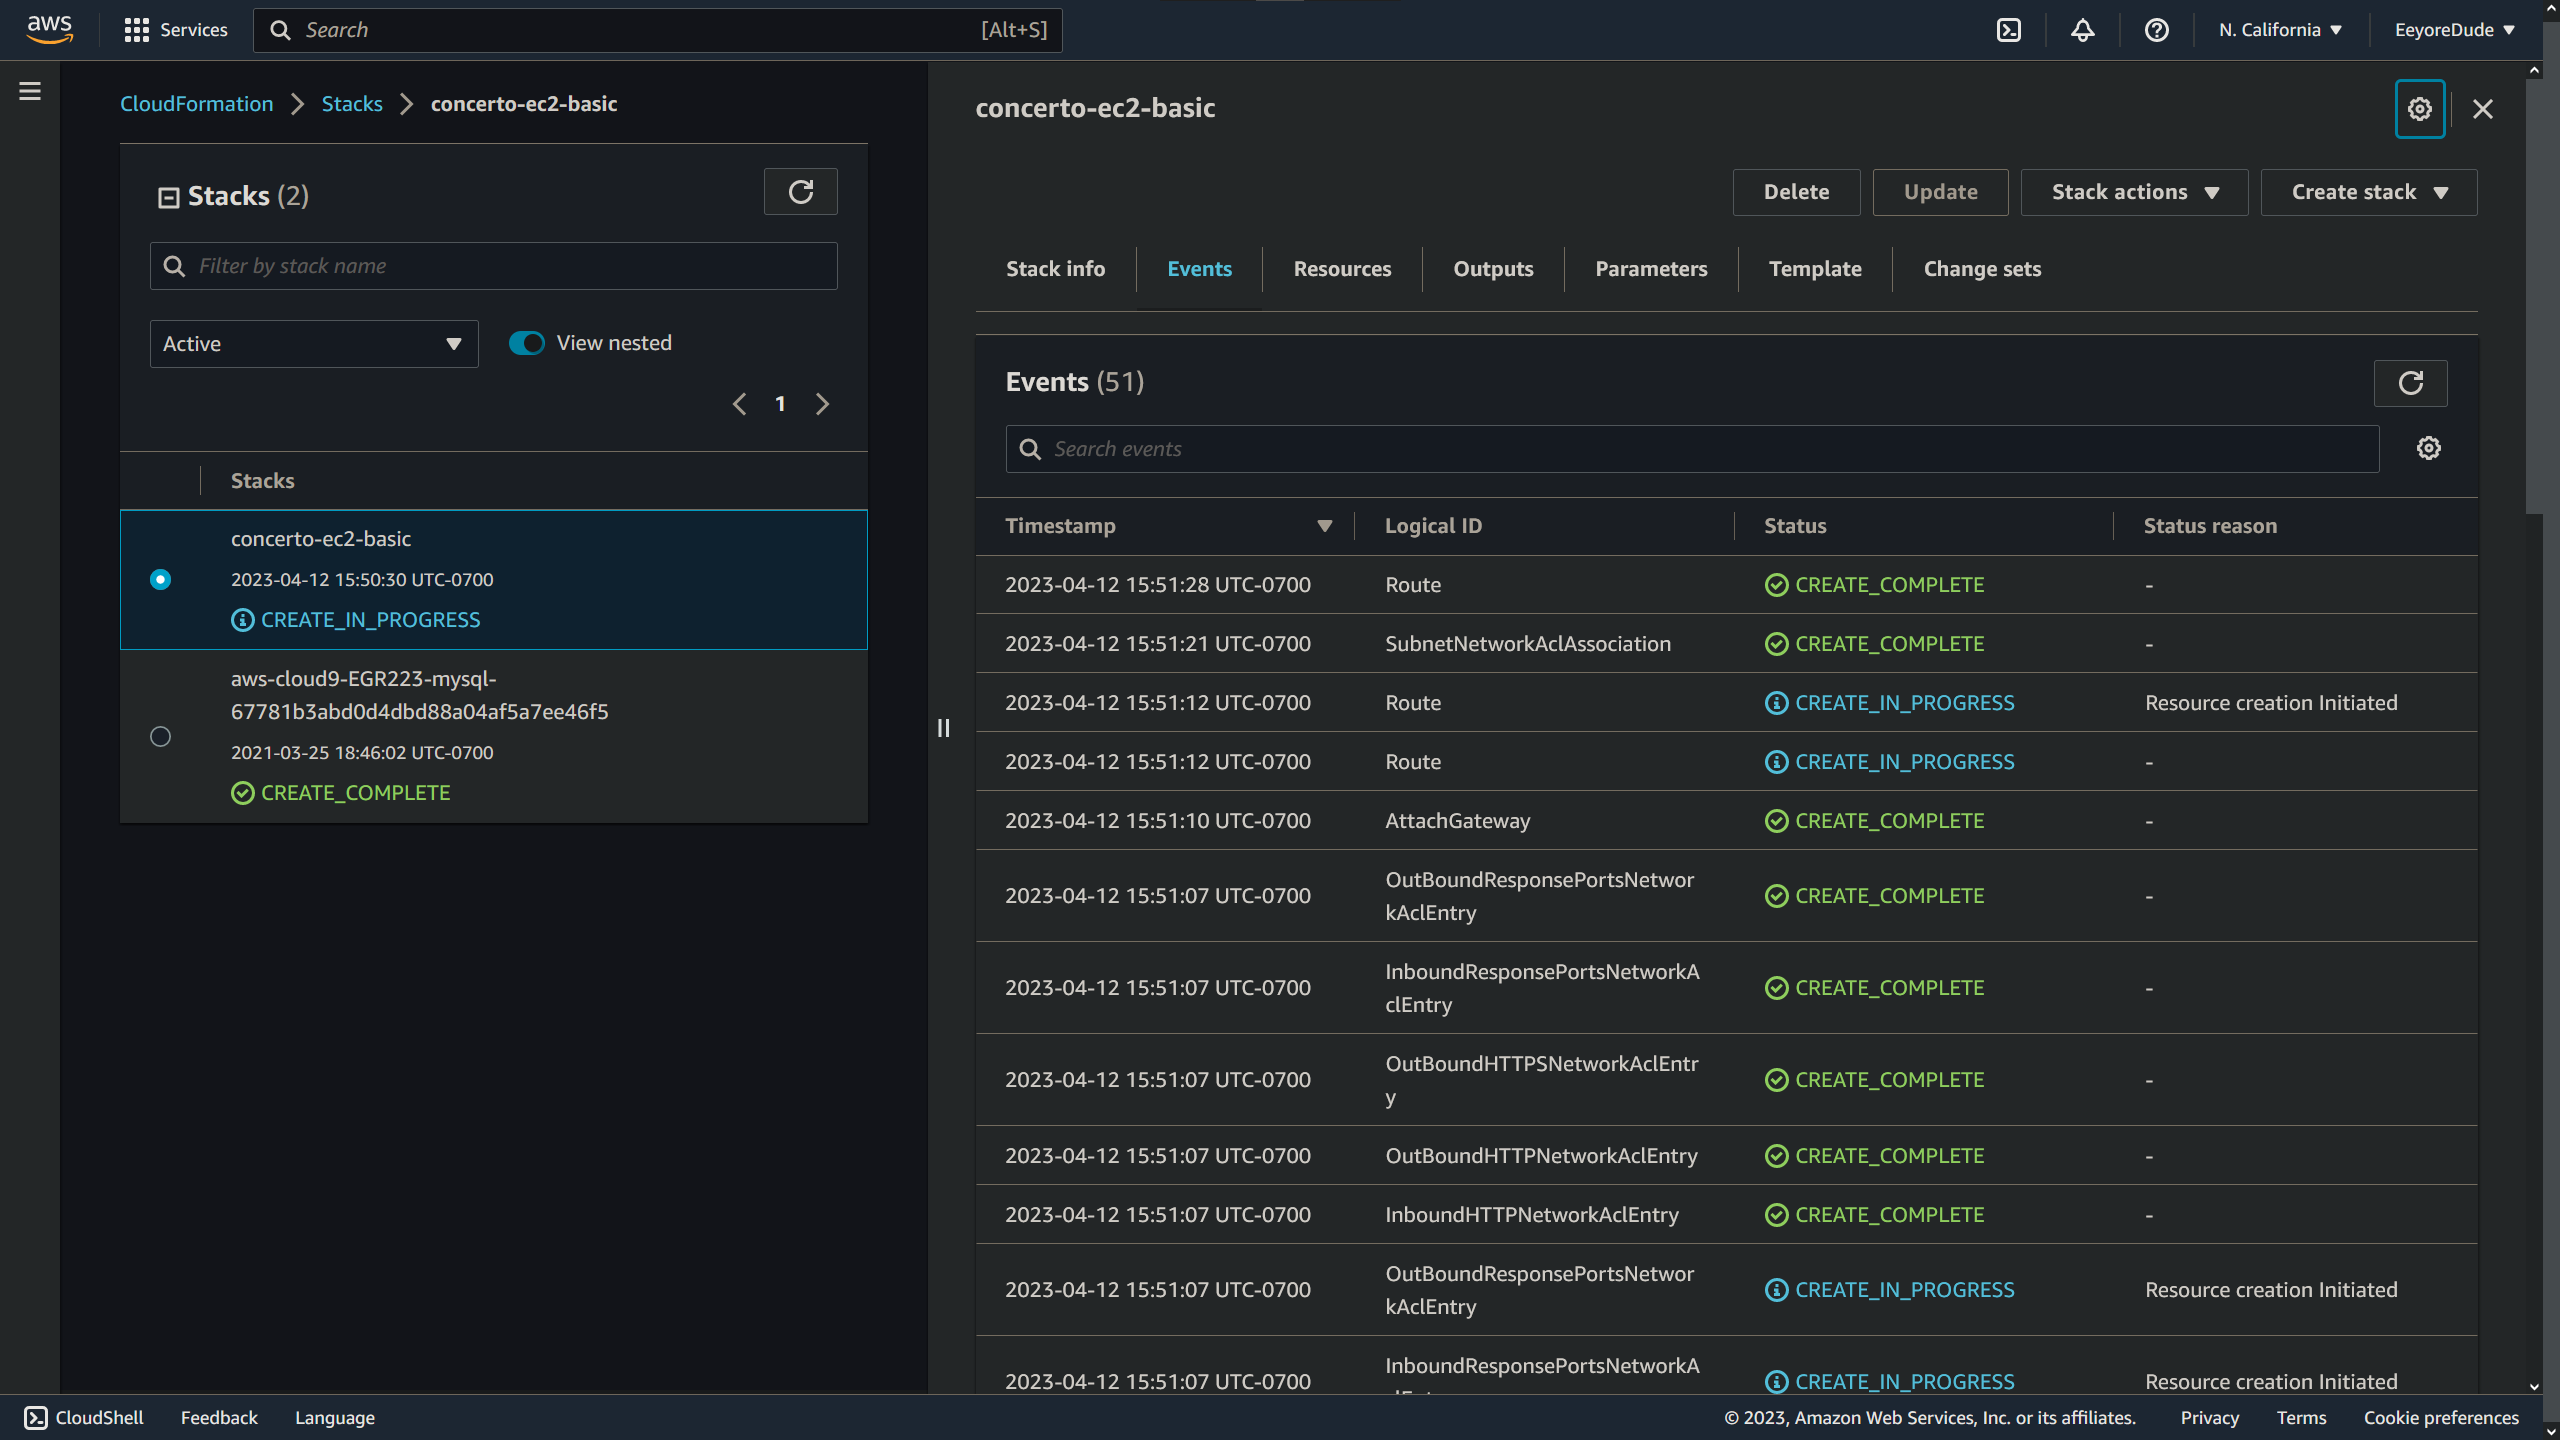 aws
Services
Search
[Alt+S]
N. California
EeyoreDude
CloudFormation
Stacks
concerto-ec2-basic
Stacks (2)
Filter by stack name
Active
View nested
1
Stacks
concerto-ec2-basic
2023-04-12 15:50:30 UTC-0700
CREATE_IN_PROGRESS
aws-cloud9-EGR223-mysql-
67781b3abd0d4dbd88a04af5a7ee46f5
2021-03-25 18:46:02 UTC-0700
CREATE_COMPLETE
concerto-ec2-basic
Delete
Update
Stack actions
Create stack
Stack info
Events
Resources
Outputs
Parameters
Template
Change sets
Events (51)
Search events
Timestamp
Logical ID
Status
Status reason
2023-04-12 15:51:28 UTC-0700
Route
CREATE_COMPLETE
-
2023-04-12 15:51:21 UTC-0700
SubnetNetworkAclAssociation
CREATE_COMPLETE
-
2023-04-12 15:51:12 UTC-0700
Route
CREATE_IN_PROGRESS
Resource creation Initiated
2023-04-12 15:51:12 UTC-0700
Route
CREATE_IN_PROGRESS
-
2023-04-12 15:51:10 UTC-0700
AttachGateway
CREATE_COMPLETE
-
2023-04-12 15:51:07 UTC-0700
OutBoundResponsePortsNetwor
kAclEntry
CREATE_COMPLETE
-
2023-04-12 15:51:07 UTC-0700
InboundResponsePortsNetworkA
clEntry
CREATE_COMPLETE
-
2023-04-12 15:51:07 UTC-0700
OutBoundHTTPSNetworkAclEntr
y
CREATE_COMPLETE
-
2023-04-12 15:51:07 UTC-0700
OutBoundHTTPNetworkAclEntry
CREATE_COMPLETE
-
2023-04-12 15:51:07 UTC-0700
InboundHTTPNetworkAclEntry
CREATE_COMPLETE
-
2023-04-12 15:51:07 UTC-0700
OutBoundResponsePortsNetwor
kAclEntry
CREATE_IN_PROGRESS
Resource creation Initiated
2023-04-12 15:51:07 UTC-0700
InboundResponsePortsNetworkA
CREATE_IN_PROGRESS
Resource creation Initiated
CloudShell
Feedback
Language
© 2023, Amazon Web Services, Inc. or its affiliates.
Privacy
Terms
Cookie preferences